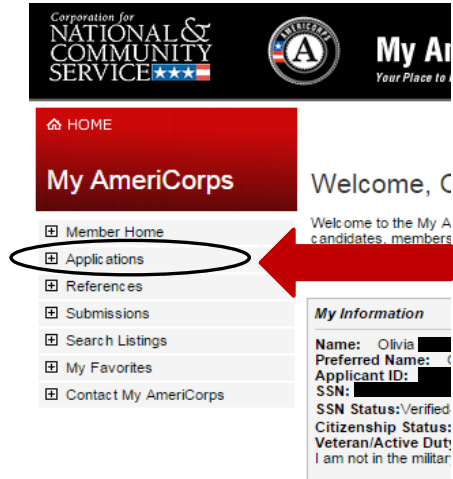 Corporation for
NATIONAL &
COMMUNITY
SERVICE
AMERICORPS
A
My
Your Place to
HOME
My AmeriCorps
Welcome,
Member Home
Welcome to the My
candidates, members
Applications
References
Submissions
My Information
Search Listings
Name: Olivia
My Favorites
Preferred Name:
Applicant ID:
Contact My AmeriCorps
SSN:
SSN Status:Verified
Citizenship Status:
Veteran/Active Duty
I am not in the military